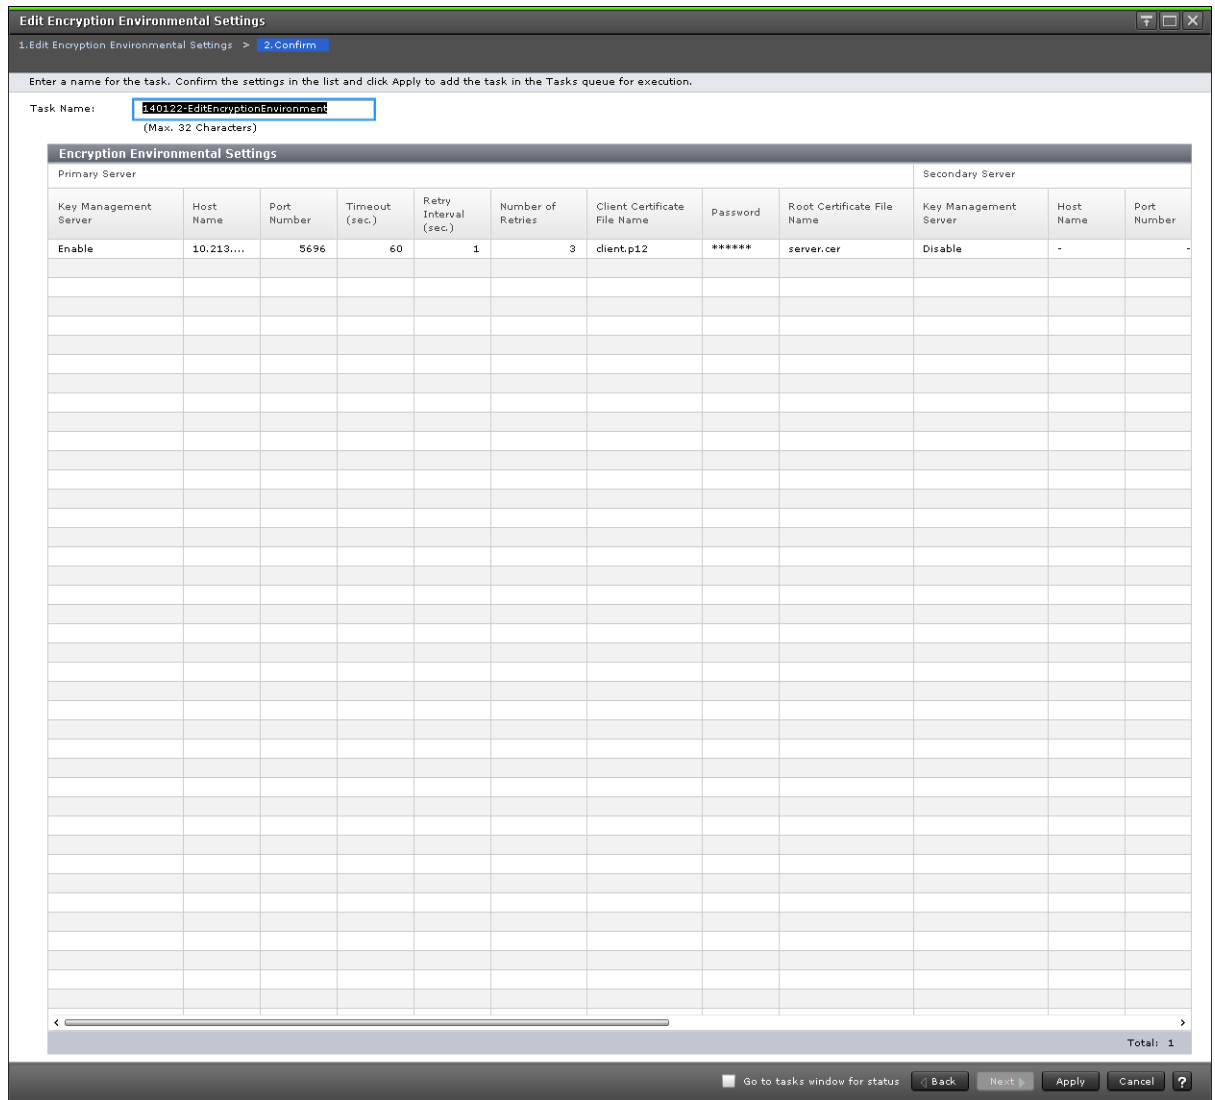 Edit Encryption Environmental Settings
1.Edit Encryption Environmental Settings > 2.Confirm
Enter a name for the task. Confirm the settings in the list and click Apply to add the task in the Tasks queue for execution.
Task Name: 140122-EditEncryptionEnvironment
(Max. 32 Characters)
Encryption Environmental Settings
Primary Server Secondary Server
Key Management Server Host Name Port Number Timeout (sec.) Retry Interval (sec.) Number of Retries Client Certificate File Name Password Root Certificate File Name Key Management Server Host Name Port Number
Enable 10.213.... 5696 60 1 3 client.p12 ****** server.cer Disable - -
Total: 1
Go to tasks window for status Back Next Apply Cancel ?